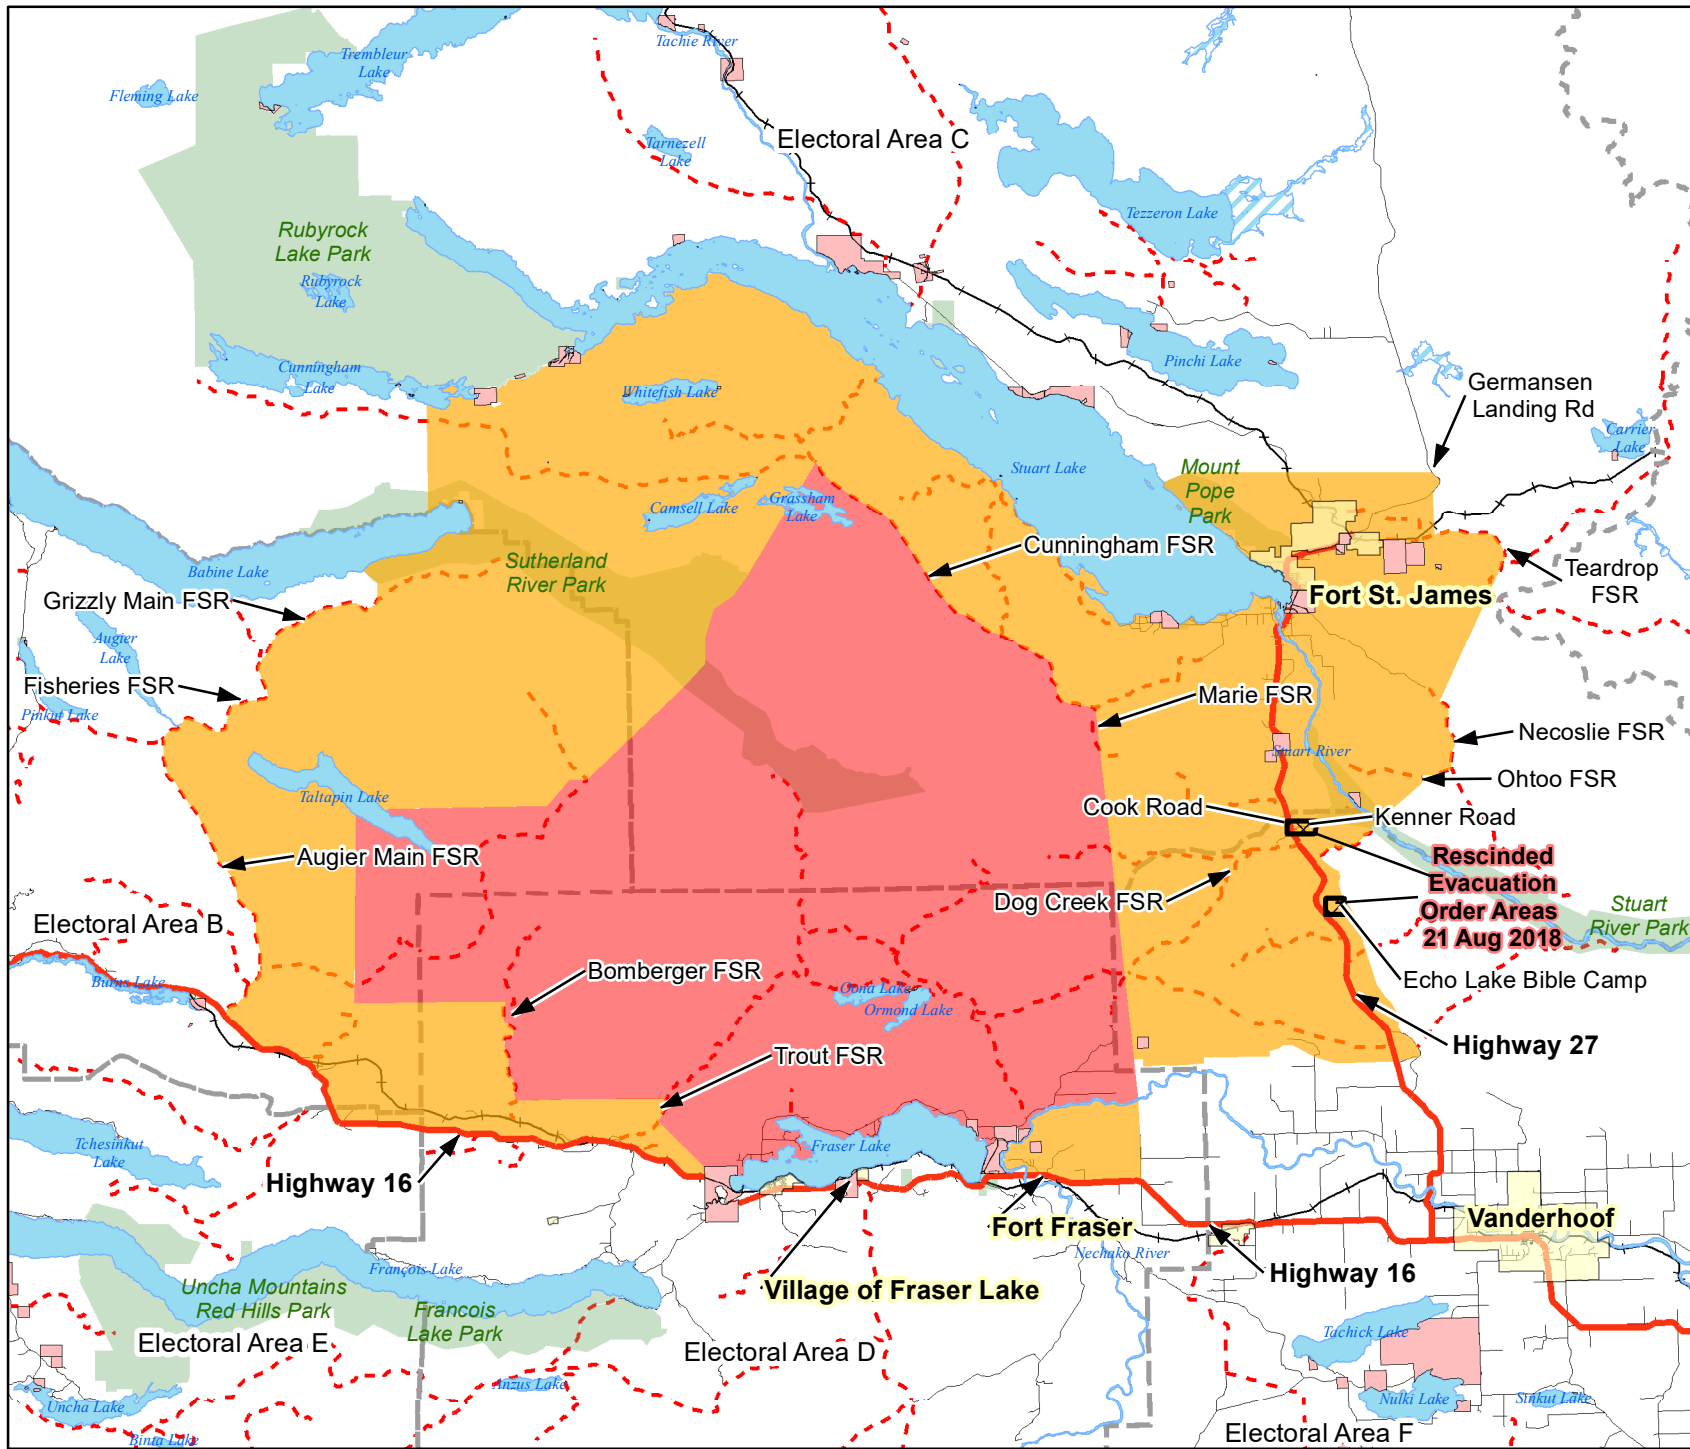 Tachie River
Trembleur
Lake
Fleming Lake
Electoral Area C
Tarnezell
Lake
Tezzeron Lake
Rubyrock
Lake Park
Rubyrock
Lake
Cunningham
Lake
Pinchi Lake
Whitefish Lake
Germansen
Landing Rd
Carrier
Lake
Stuart Lake
Mount
Pope
Park
Camsell Lake
Grassham
Lake
Cunningham FSR
Sutherland
River Park
Babine Lake
Teardrop
FSR
Grizzly Main FSR
Fort St. James
Augier
Lake
Fisheries FSR
Marie FSR
Pinkut Lake
Necoslie FSR
Stuart River
Ohtoo FSR
Taltapin Lake
Cook Road
Kenner Road
Augier Main FSR
Rescinded
Evacuation
Order Areas
21 Aug 2018
Dog Creek FSR
Stuart
River Park
Electoral Area B
Bomberger FSR
Echo Lake Bible Camp
Burns Lake
Oona Lake
Ormond Lake
Highway 27
Trout FSR
Tchesinkut
Lake
Fraser Lake
Highway 16
Fort Fraser
Vanderhoof
Nechako River
François Lake
Highway 16
Village of Fraser Lake
Uncha Mountains
Red Hills Park
Francois
Lake Park
Tachick Lake
Electoral Area E
Electoral Area D
Anzus Lake
Nulki Lake
Sinkut Lake
Uncha Lake
Electoral Area F
Binta Lake